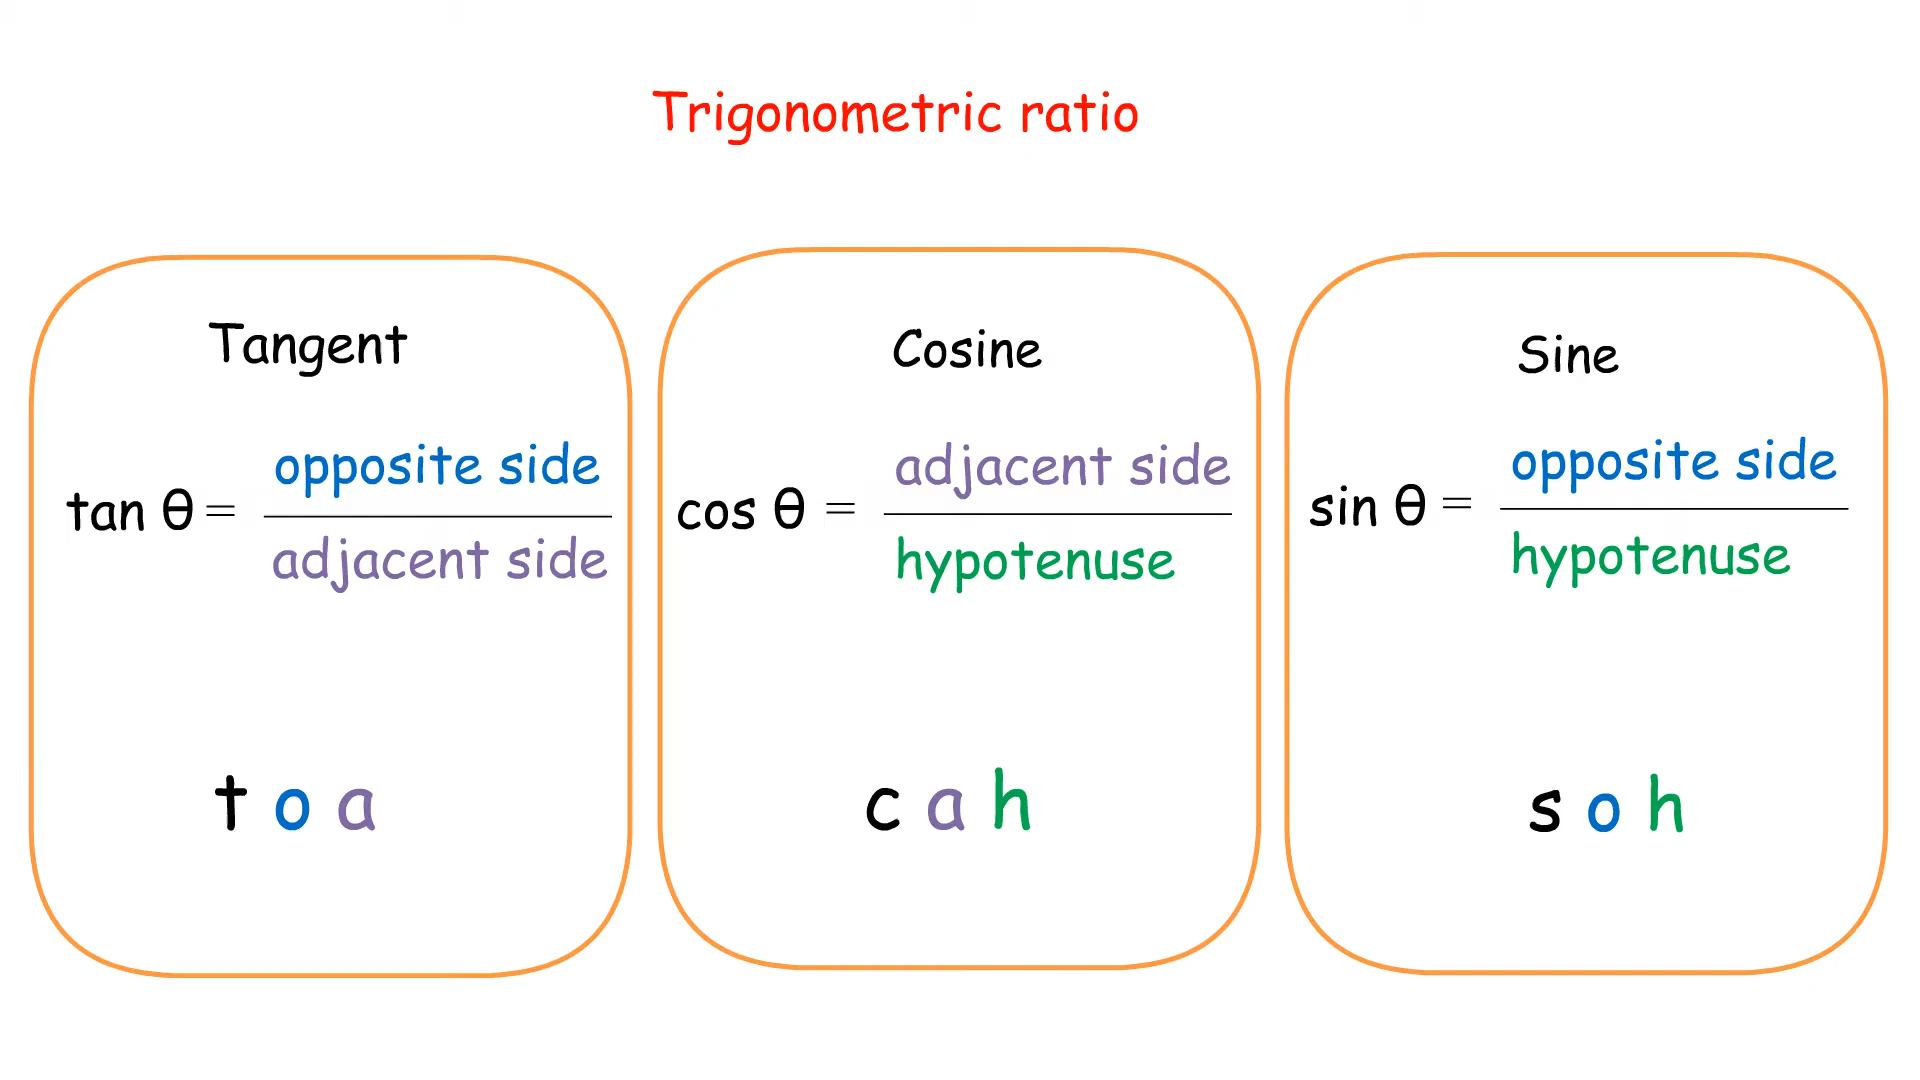 Trigonometric ratio
Tangent
tan θ = opposite side
adjacent side
t o a
Cosine
cos θ = adjacent side
hypotenuse
c a h
Sine
sin θ = opposite side
hypotenuse
s o h